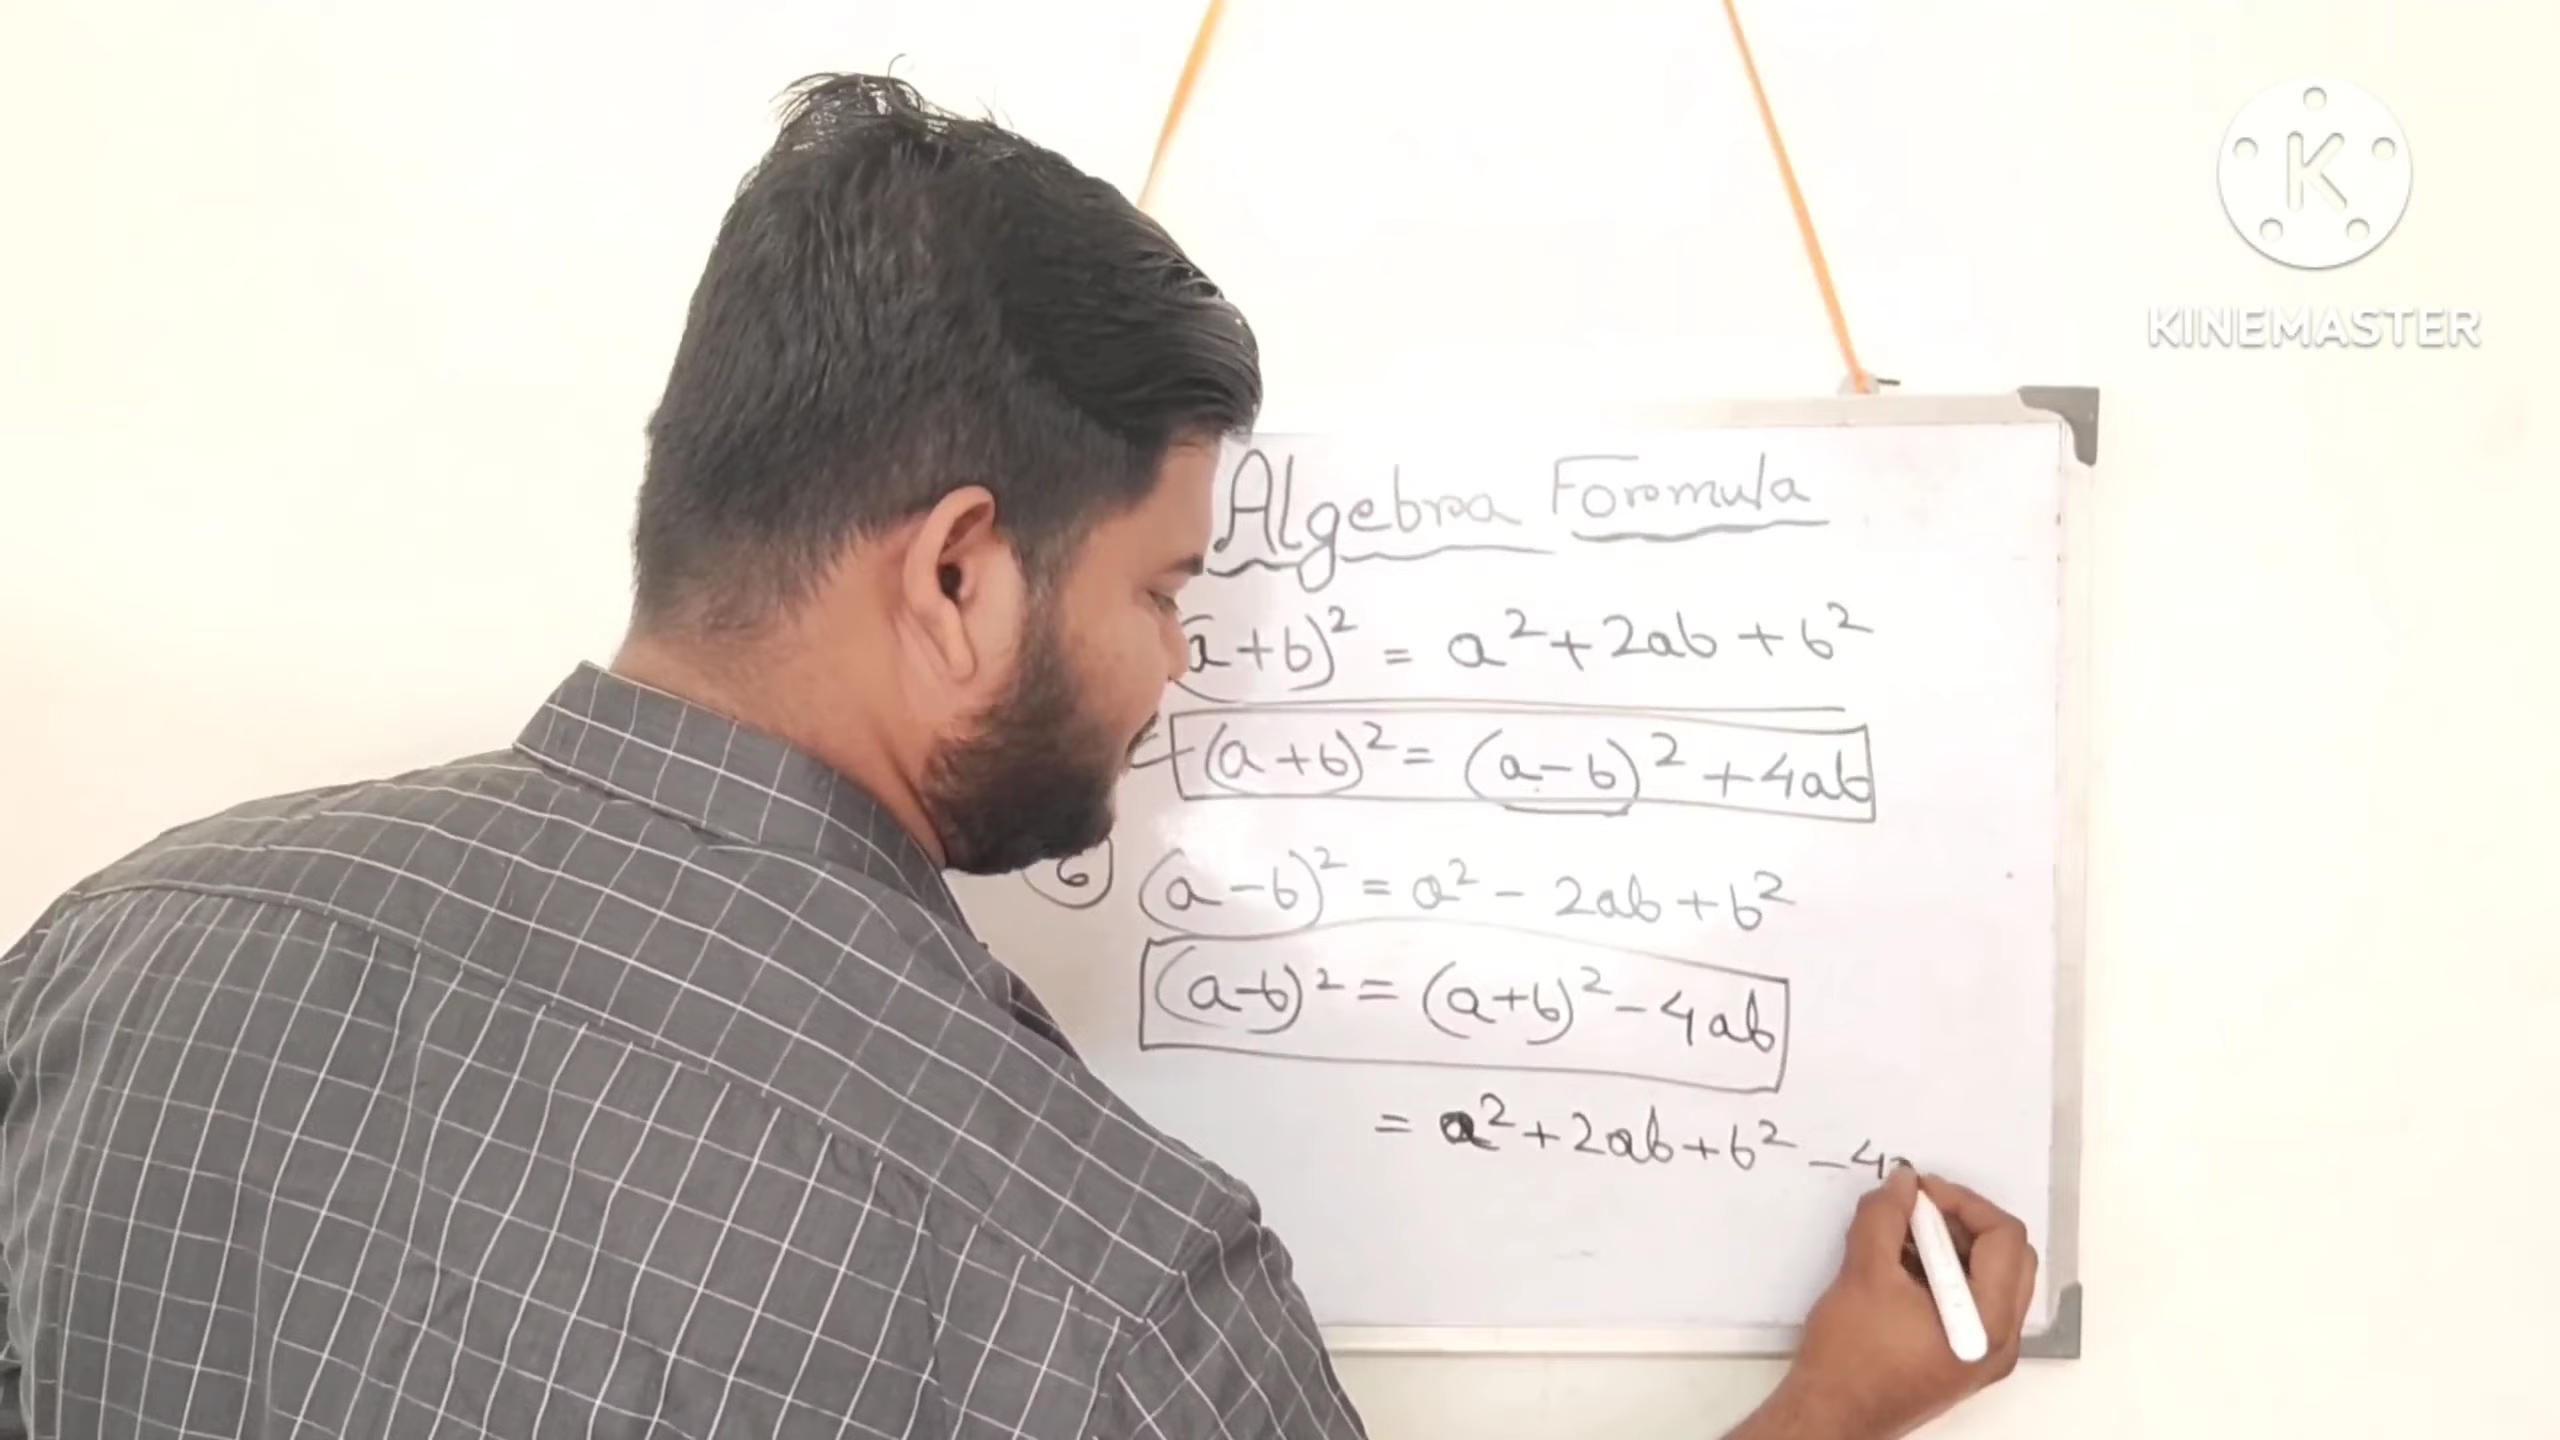 K
KINEMASTER
Algebra Foromula
a+b)² = a² + 2ab + b²
(a+b)² = (a-b)² + 4ab
6 (a-b)² = a² - 2ab + b²
(a-b)² = (a+b)² - 4ab
= a² + 2ab + b² - 4